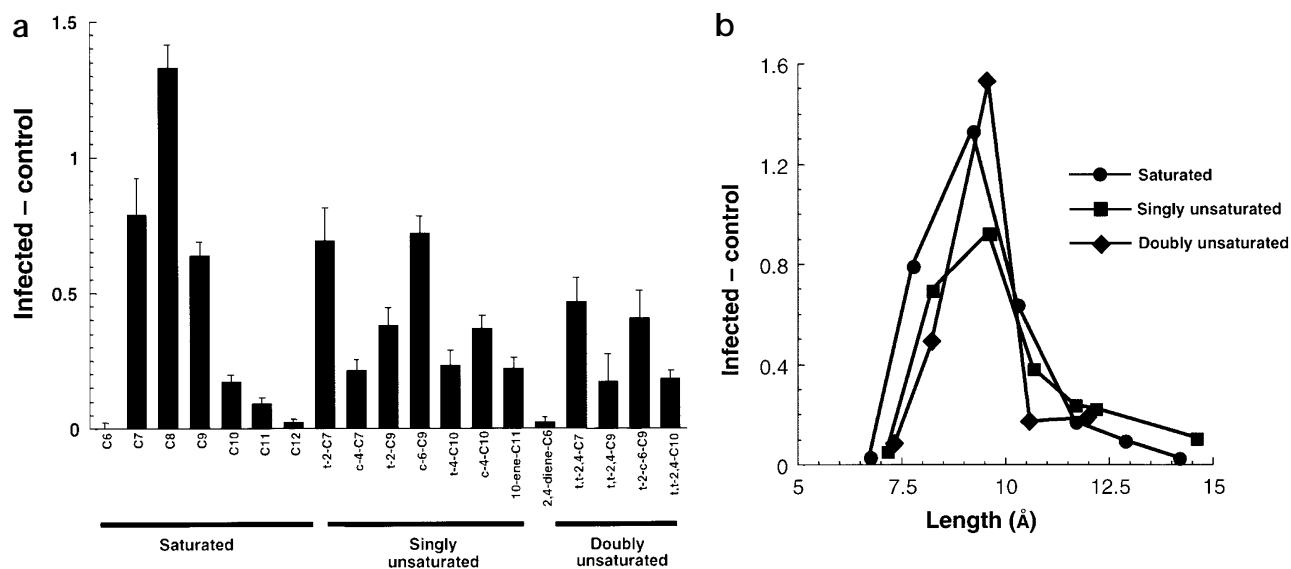 a
Infected – control
1.5
1
0.5
0
C6
C7
C8
C9
C10
C11
C12
t-2-C7
c-4-C7
t-2-C9
c-6-C9
t-4-C10
c-4-C10
10-ene-C11
2,4-diene-C6
t,t-2,4-C7
t,t-2,4-C9
t-2-c-6-C9
t,t-2,4-C10
Saturated
Singly
unsaturated
Doubly
unsaturated
b
Infected – control
1.6
1.2
0.8
0.4
0
5
7.5
10
12.5
15
Length (Å)
Saturated
Singly unsaturated
Doubly unsaturated